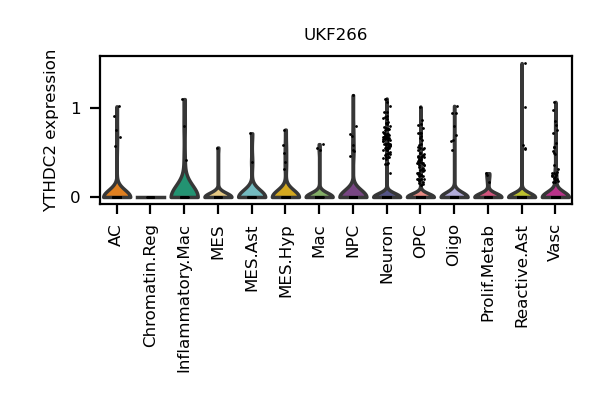 UKF266
YTHDC2 expression
1
0
AC
Chromatin.Reg
Inflammatory.Mac
MES
MES.Ast
MES.Hyp
Mac
NPC
Neuron
OPC
Oligo
Prolif.Metab
Reactive.Ast
Vasc